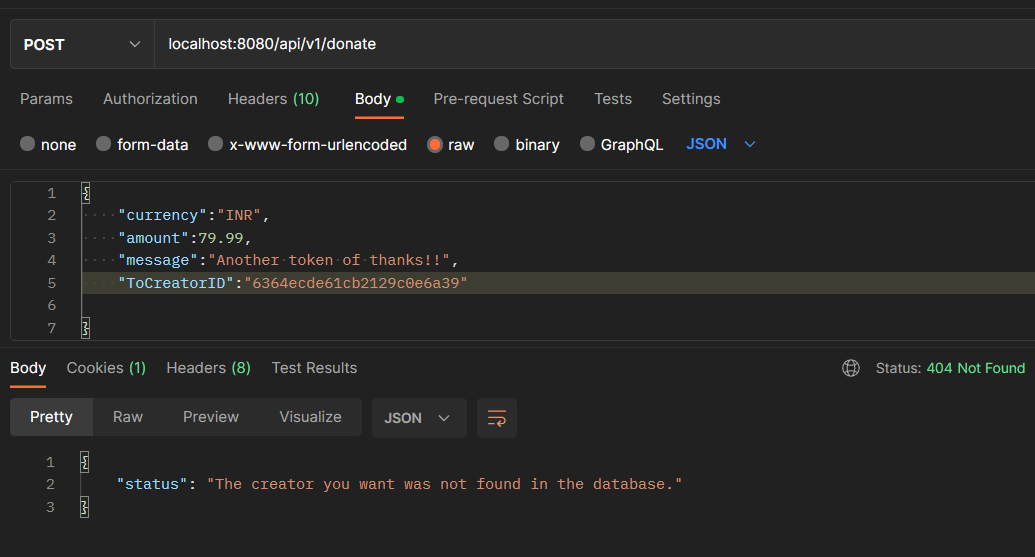 POST localhost:8080/api/v1/donate
Params Authorization Headers (10) Body Pre-request Script Tests Settings
none form-data x-www-form-urlencoded raw binary GraphQL JSON
1 {
2 ····"currency":"INR",
3 ····"amount":79.99,
4 ····"message":"Another·token·of·thanks!!",
5 ····"ToCreatorID":"6364ecde61cb2129c0e6a39"
6
7 }
Body Cookies (1) Headers (8) Test Results Status: 404 Not Found
Pretty Raw Preview Visualize JSON
1 {
2 "status": "The creator you want was not found in the database."
3 }